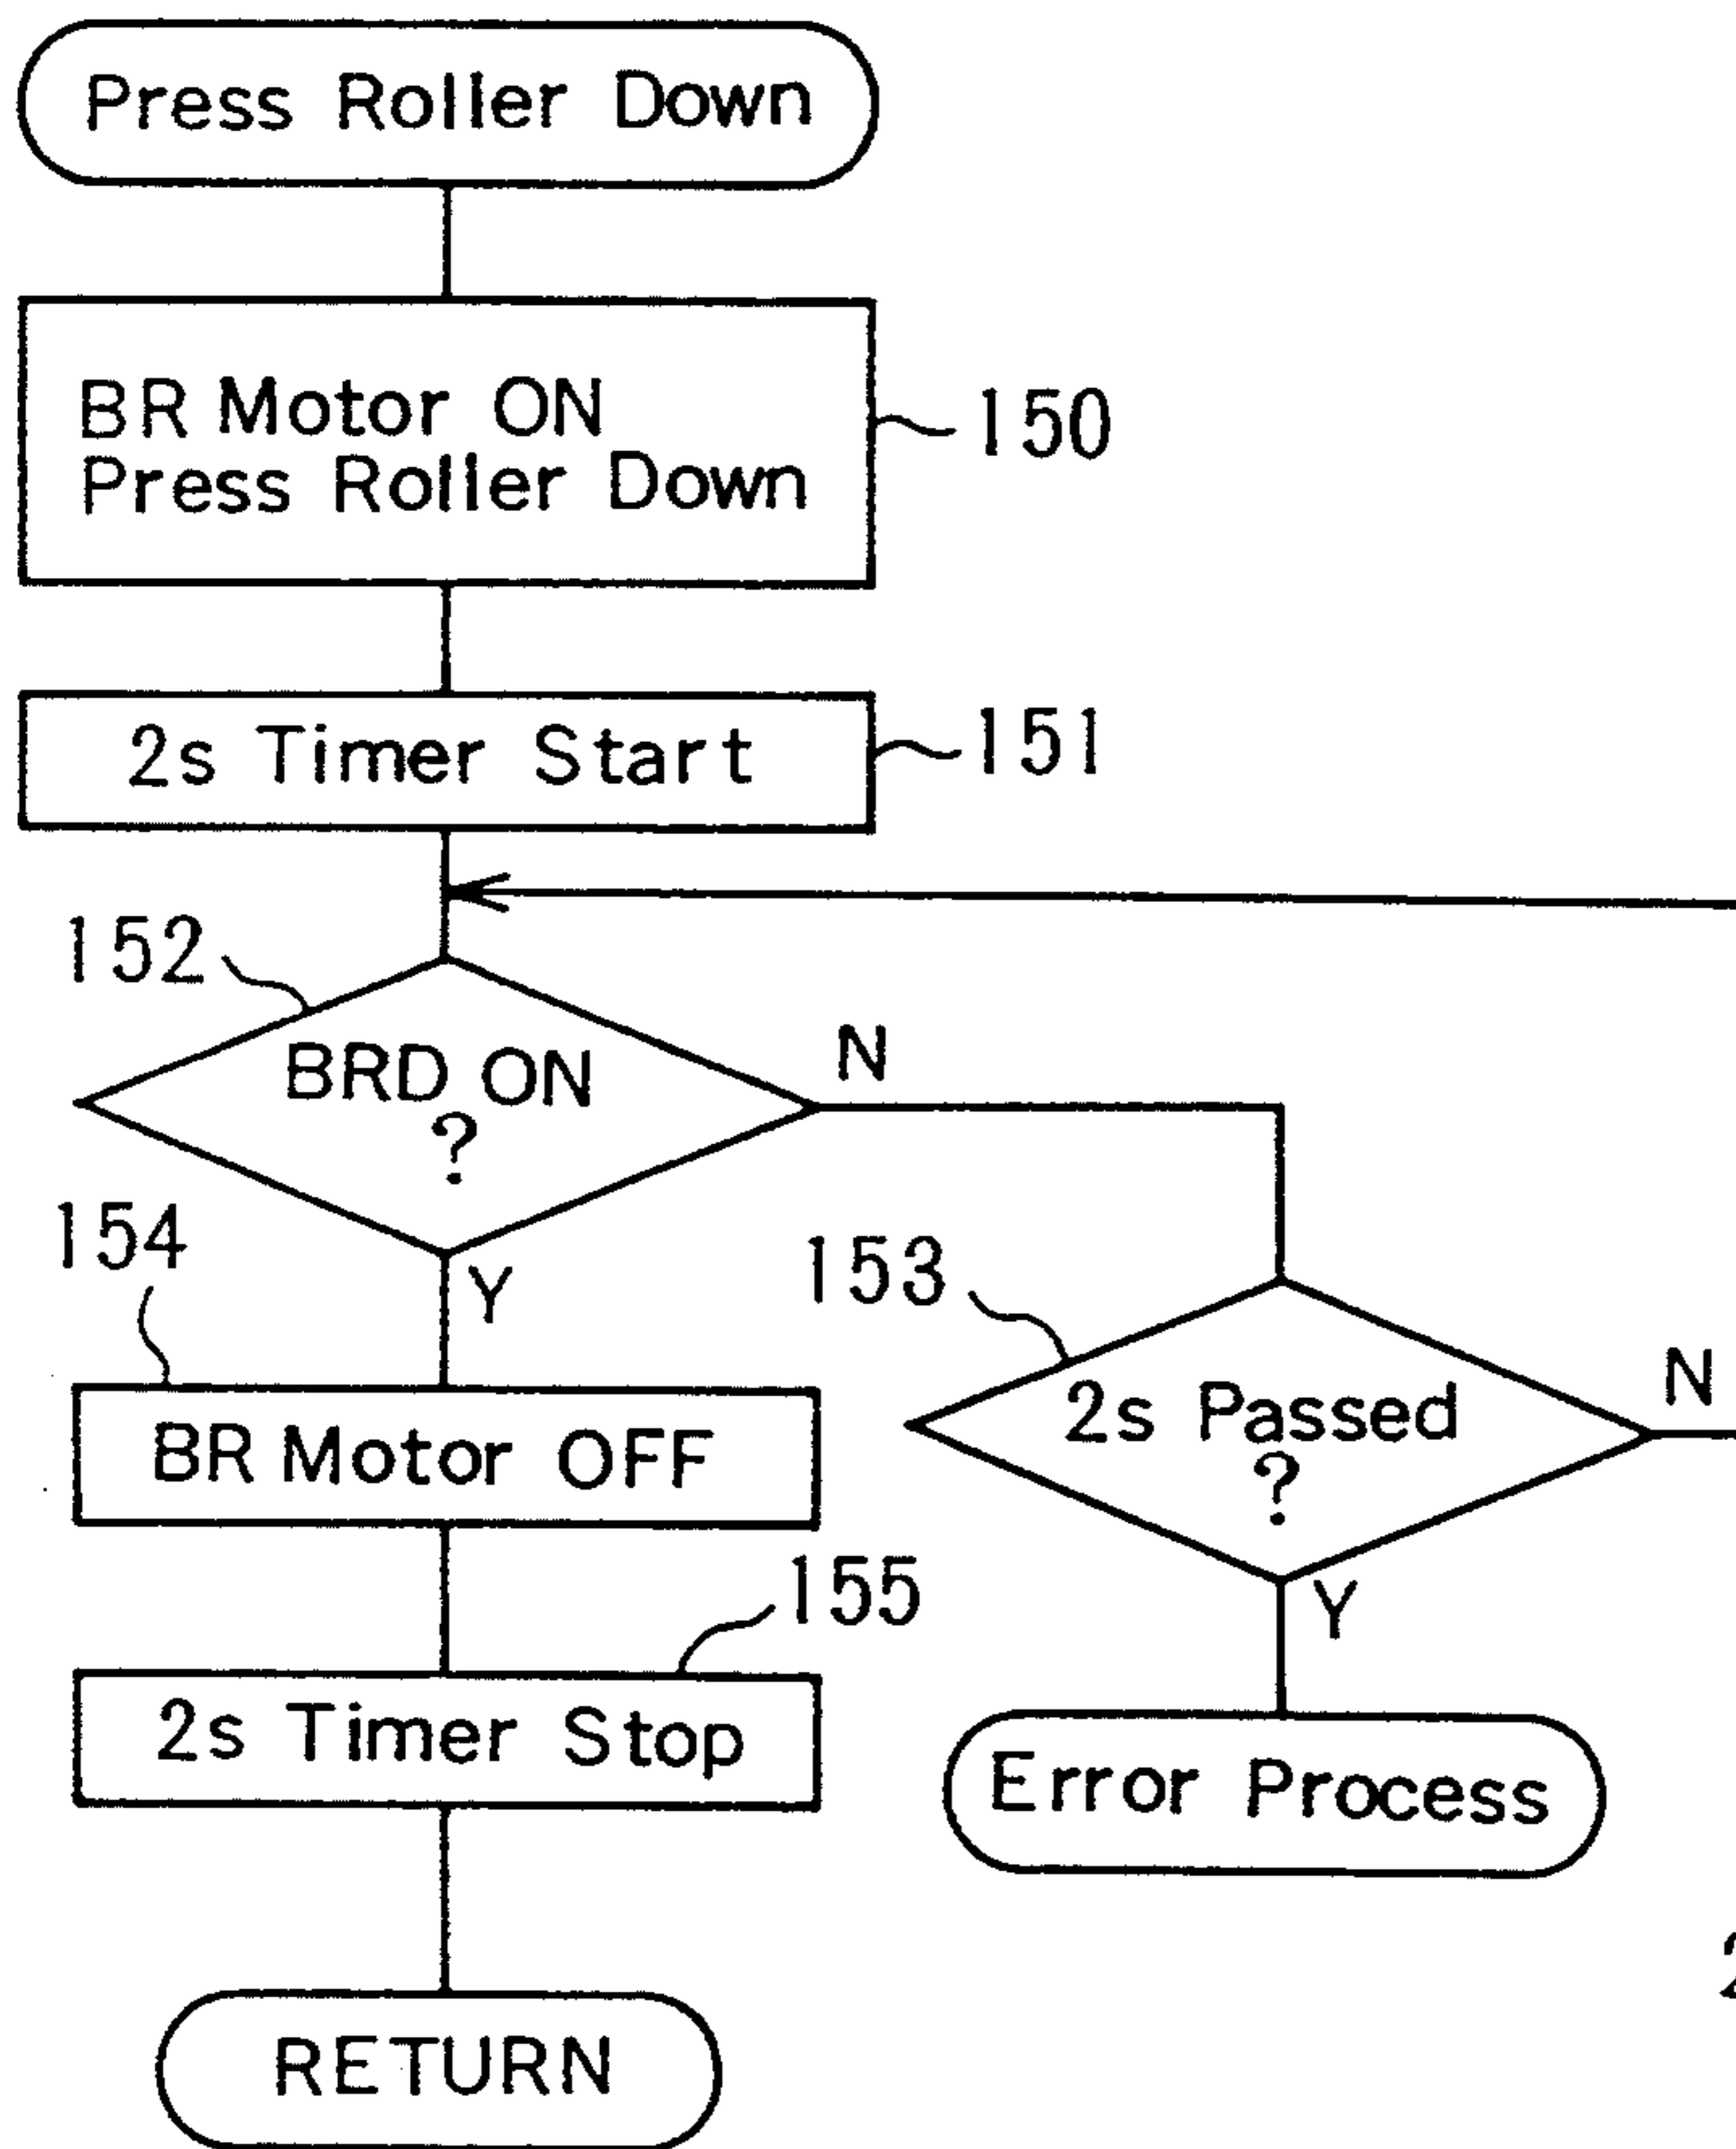 Press Roller Down
BR Motor ON
Press Roller Down
150
2s Timer Start
151
152
BRD ON
?
N
154
Y
153
2s Passed
?
N
BR Motor OFF
Y
155
2s Timer Stop
Error Process
RETURN